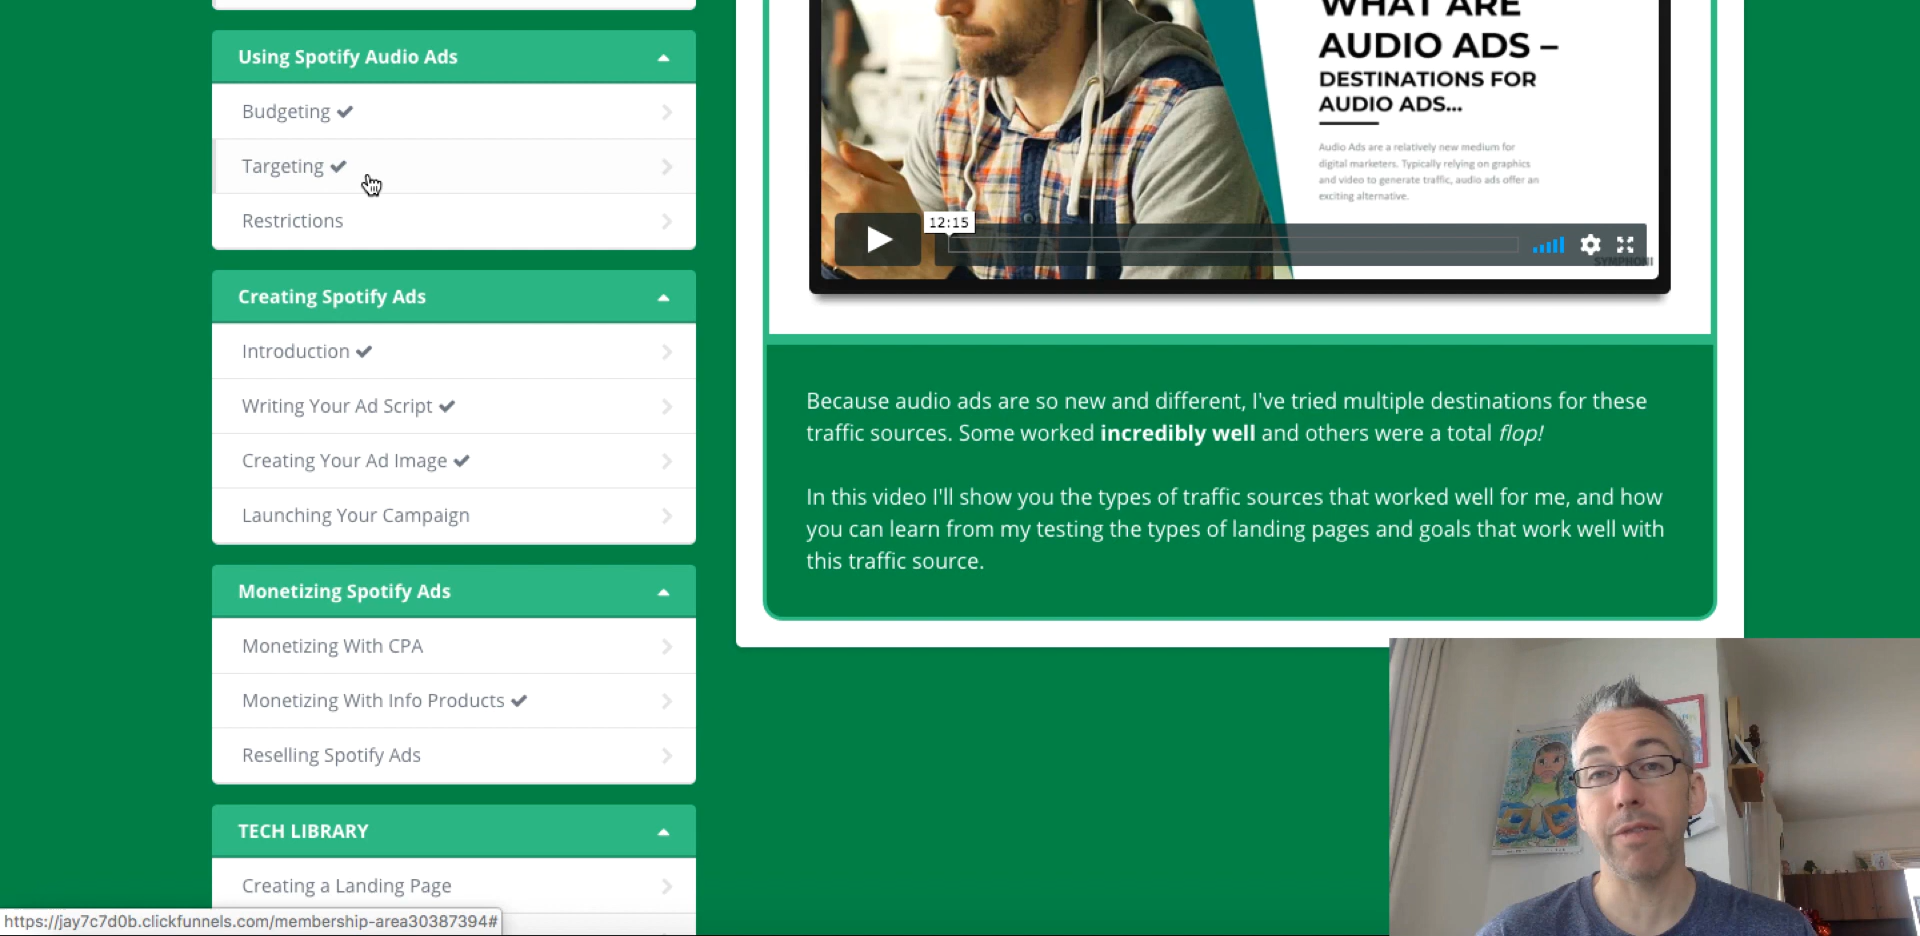 Using Spotify Audio Ads
Budgeting
Targeting
Restrictions
Creating Spotify Ads
Introduction
Writing Your Ad Script
Creating Your Ad Image
Launching Your Campaign
Monetizing Spotify Ads
Monetizing With CPA
Monetizing With Info Products
Reselling Spotify Ads
TECH LIBRARY
Creating a Landing Page
https://jay7c7d0b.clickfunnels.com/membership-area30387394#
WHAT ARE
AUDIO ADS –
DESTINATIONS FOR
AUDIO ADS...
Audio Ads are a relatively new medium for
digital marketers. Typically relying on graphics
and video to generate traffic, audio ads offer an
exciting alternative.
12:15
SYMPHONI
Because audio ads are so new and different, I've tried multiple destinations for these
traffic sources. Some worked incredibly well and others were a total flop!
In this video I'll show you the types of traffic sources that worked well for me, and how
you can learn from my testing the types of landing pages and goals that work well with
this traffic source.